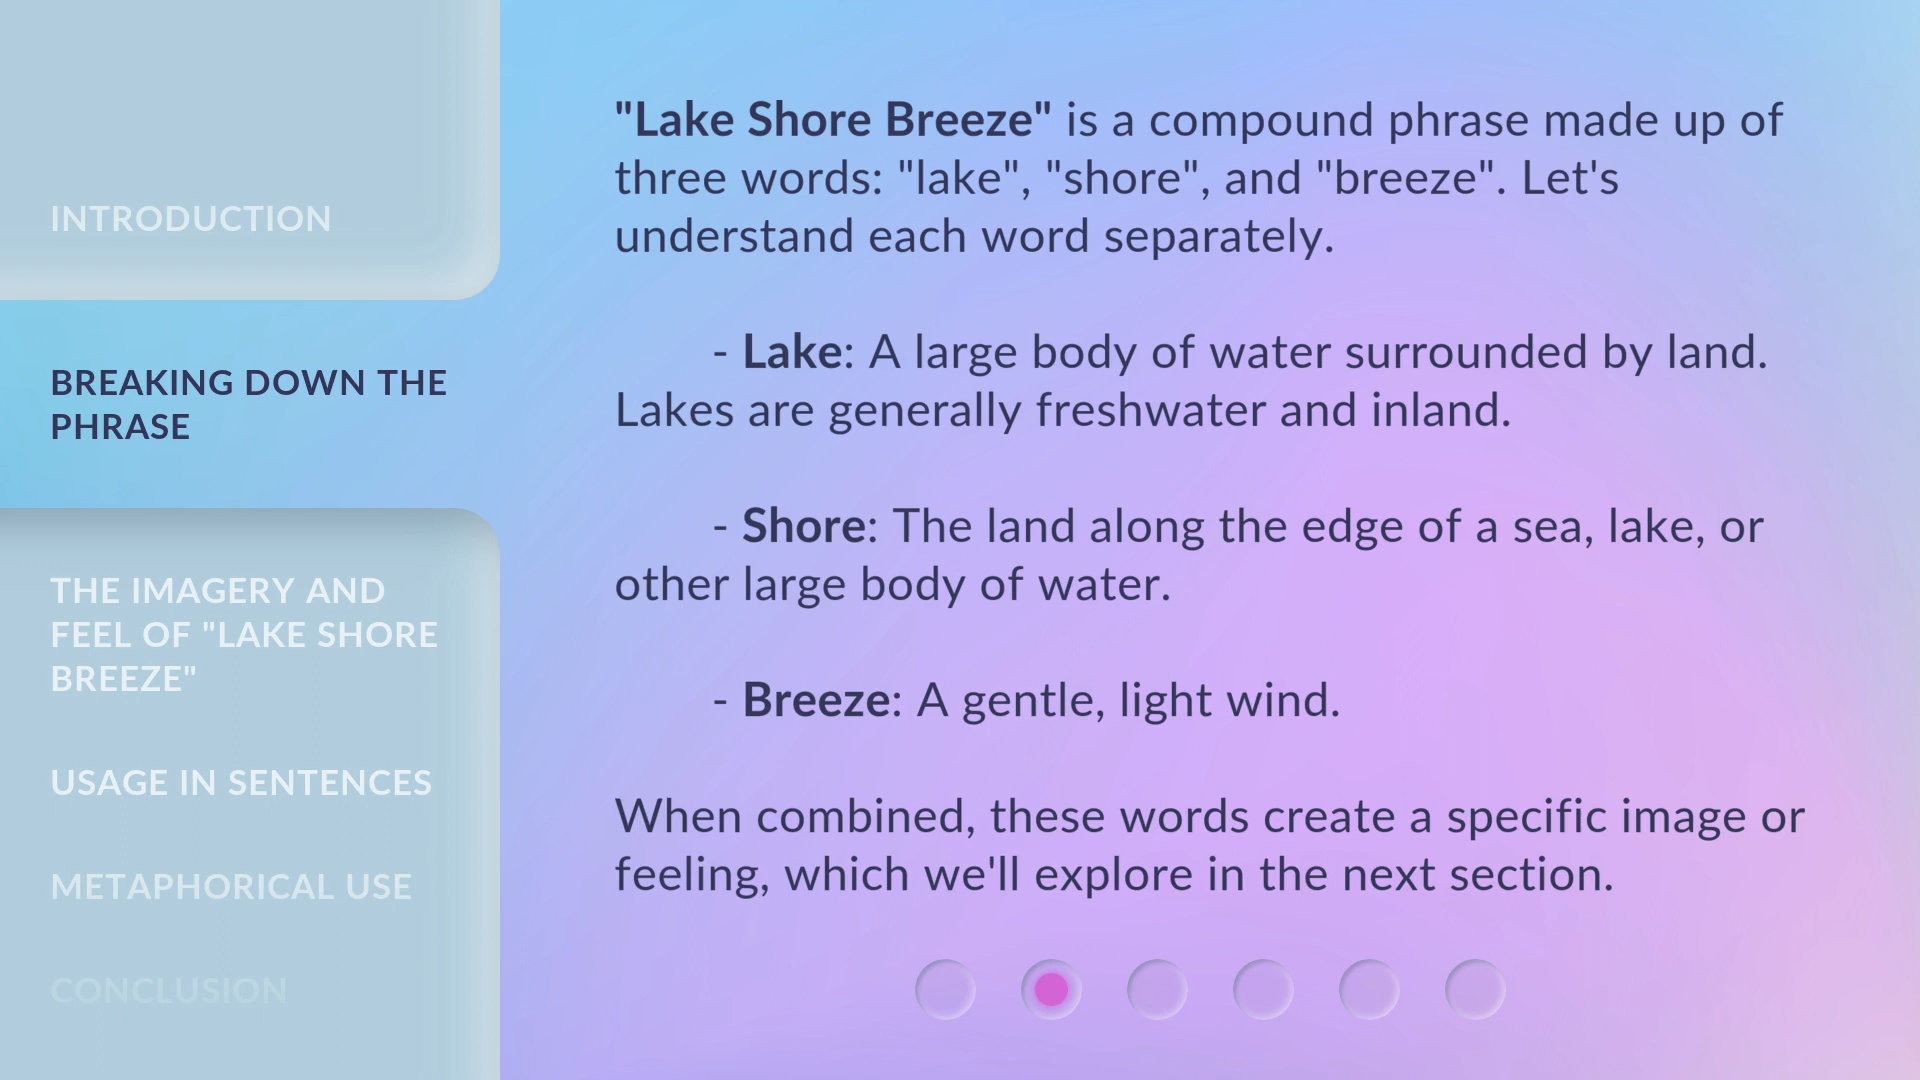 INTRODUCTION
BREAKING DOWN THE
PHRASE
THE IMAGERY AND
FEEL OF "LAKE SHORE
BREEZE"
USAGE IN SENTENCES
METAPHORICAL USE
CONCLUSION
"Lake Shore Breeze" is a compound phrase made up of
three words: "lake", "shore", and "breeze". Let's
understand each word separately.
- Lake: A large body of water surrounded by land.
Lakes are generally freshwater and inland.
- Shore: The land along the edge of a sea, lake, or
other large body of water.
- Breeze: A gentle, light wind.
When combined, these words create a specific image or
feeling, which we'll explore in the next section.